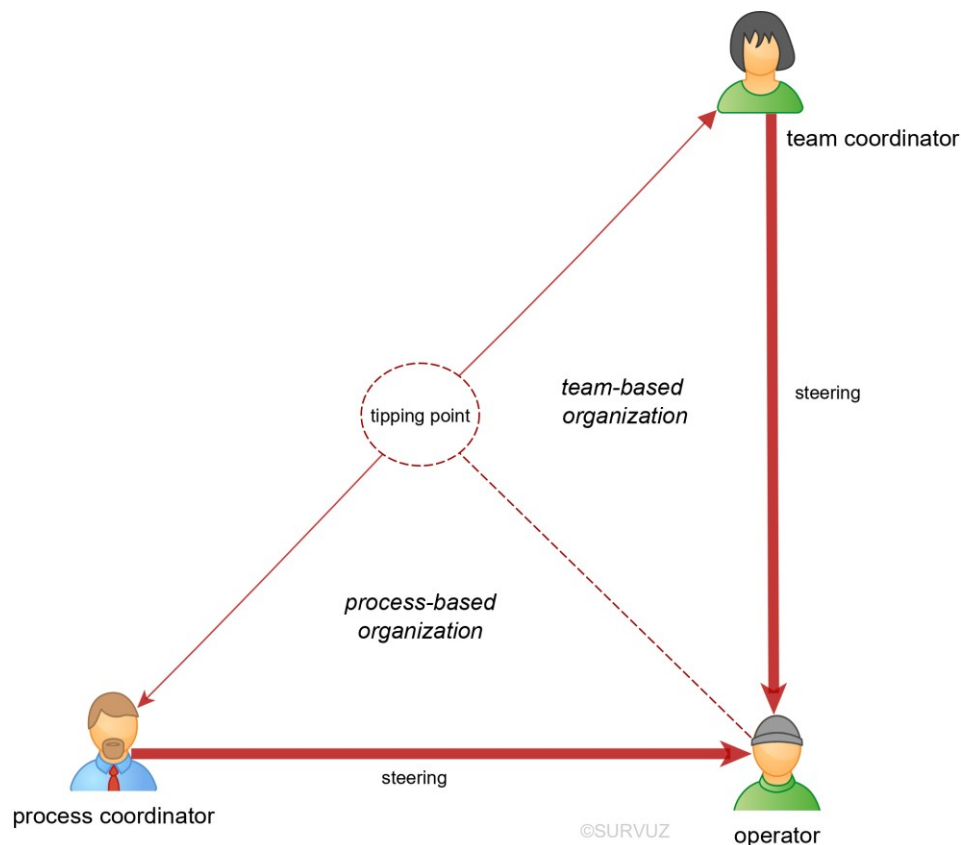 team coordinator
team-based
organization
steering
tipping point
process-based
organization
steering
process coordinator
©SURVUZ
operator